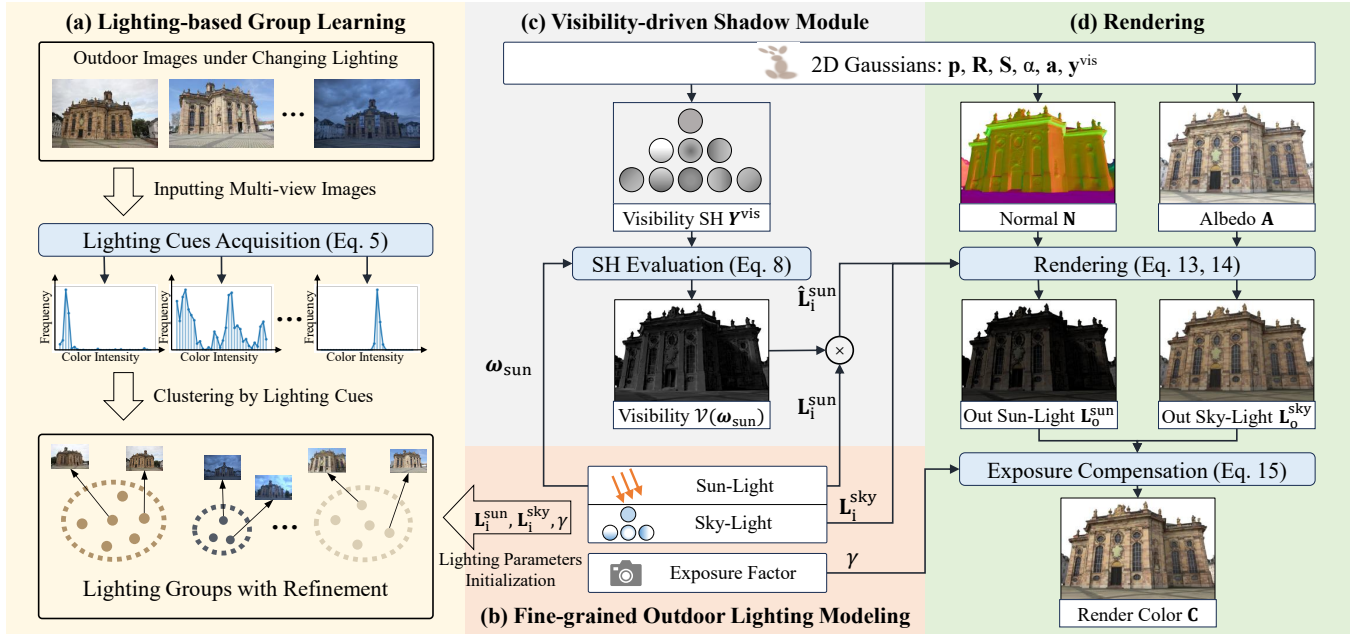 (a) Lighting-based Group Learning
Outdoor Images under Changing Lighting
...
Inputting Multi-view Images
Lighting Cues Acquisition (Eq. 5)
Frequency
Color Intensity
Frequency
Color Intensity
...
Frequency
Color Intensity
Clustering by Lighting Cues
...
Lighting Groups with Refinement
(c) Visibility-driven Shadow Module
2D Gaussians: p, R, S, α, a, y^vis
Visibility SH Y^vis
SH Evaluation (Eq. 8)
ω_sun
Visibility 𝒱(ω_sun)
L̂_i^sun
×
L_i^sun
Sun-Light
Sky-Light
L_i^sky
L_i^sun, L_i^sky, γ
Lighting Parameters
Initialization
Exposure Factor
γ
(b) Fine-grained Outdoor Lighting Modeling
(d) Rendering
Normal N
Albedo A
Rendering (Eq. 13, 14)
Out Sun-Light L_o^sun
Out Sky-Light L_o^sky
Exposure Compensation (Eq. 15)
Render Color C